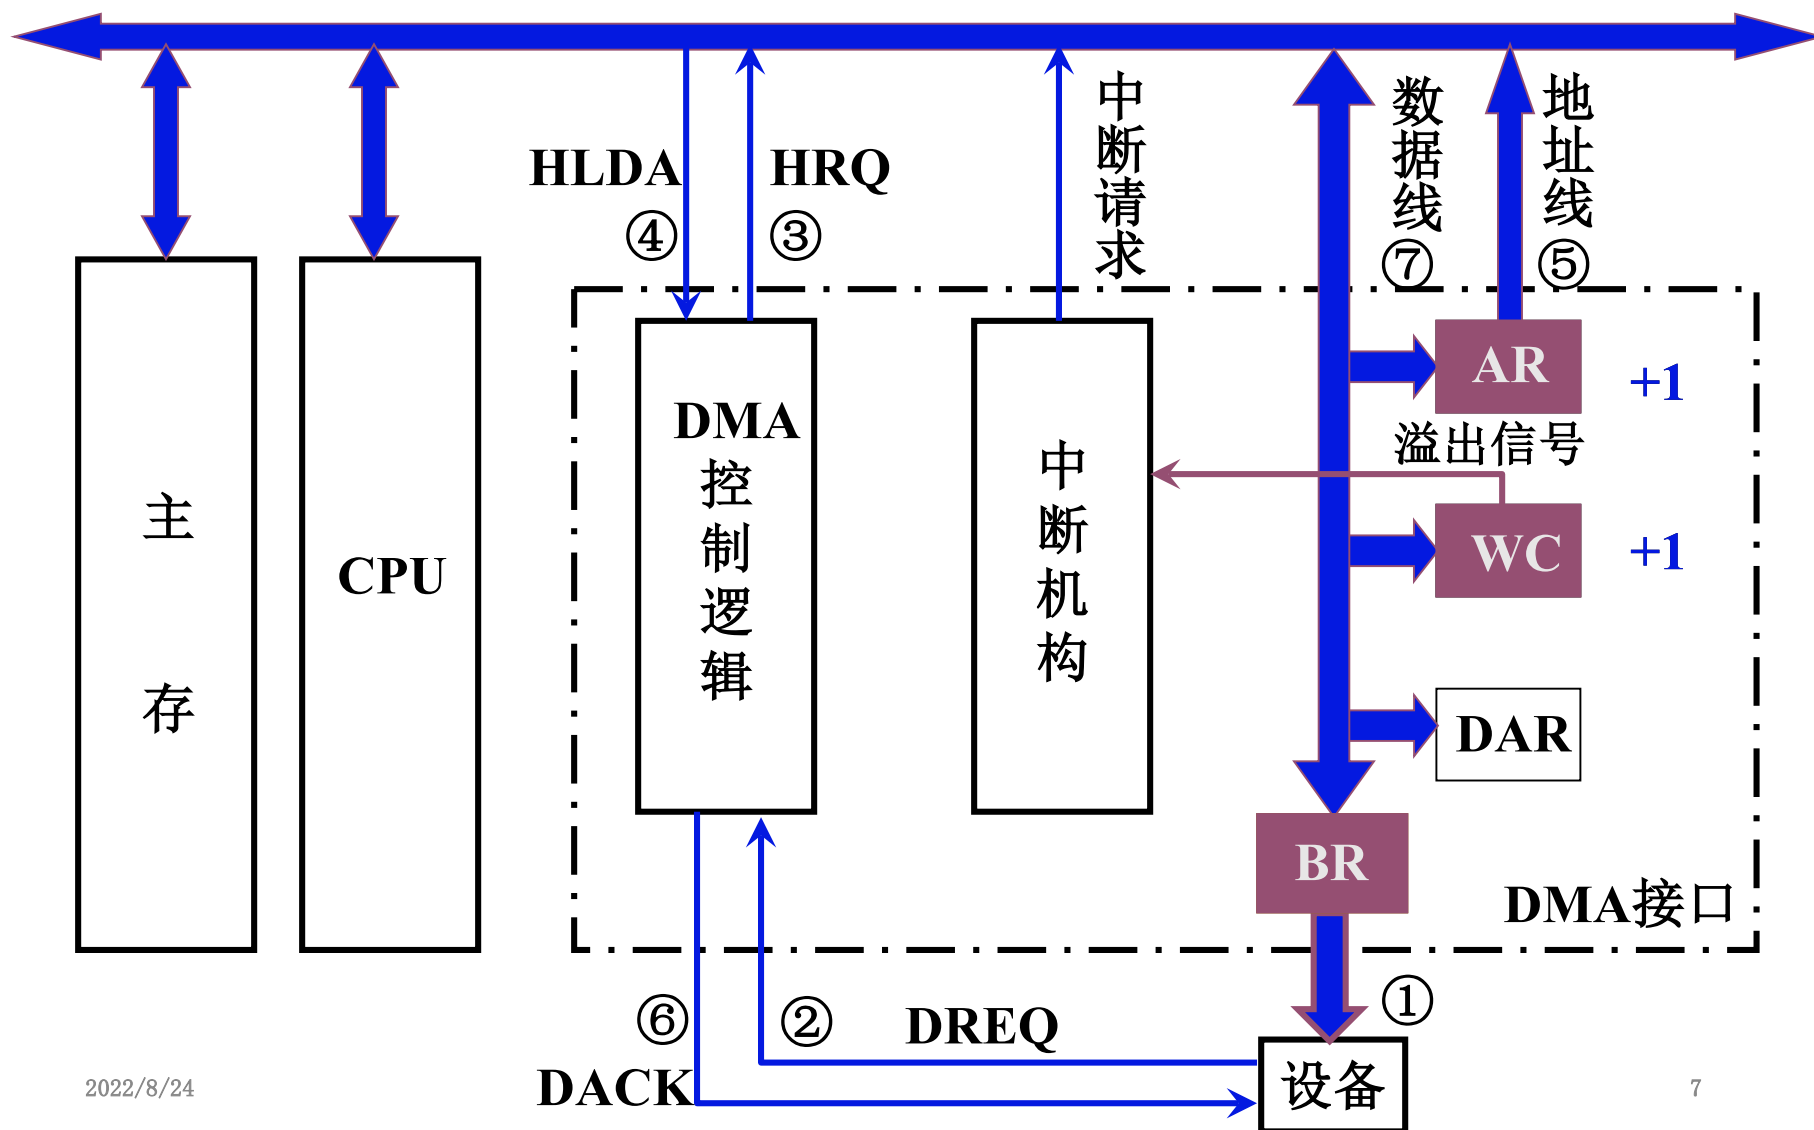 HLDA
④
HRQ
③
中断请求
数据线
⑦
地址线
⑤
主存
CPU
DMA
控制逻辑
中断机构
AR
+1
溢出信号
WC
+1
DAR
BR
DMA接口
⑥
②
DREQ
①
DACK
设备
2022/8/24
7